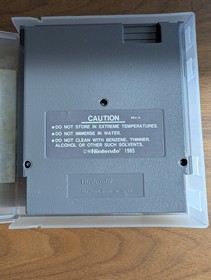 CAUTION
• DO NOT STORE IN EXTREME TEMPERATURES.
• DO NOT IMMERSE IN WATER.
• DO NOT CLEAN WITH BENZENE, THINNER,
ALCOHOL OR OTHER SUCH SOLVENTS.
©Nintendo 1985
Nintendo